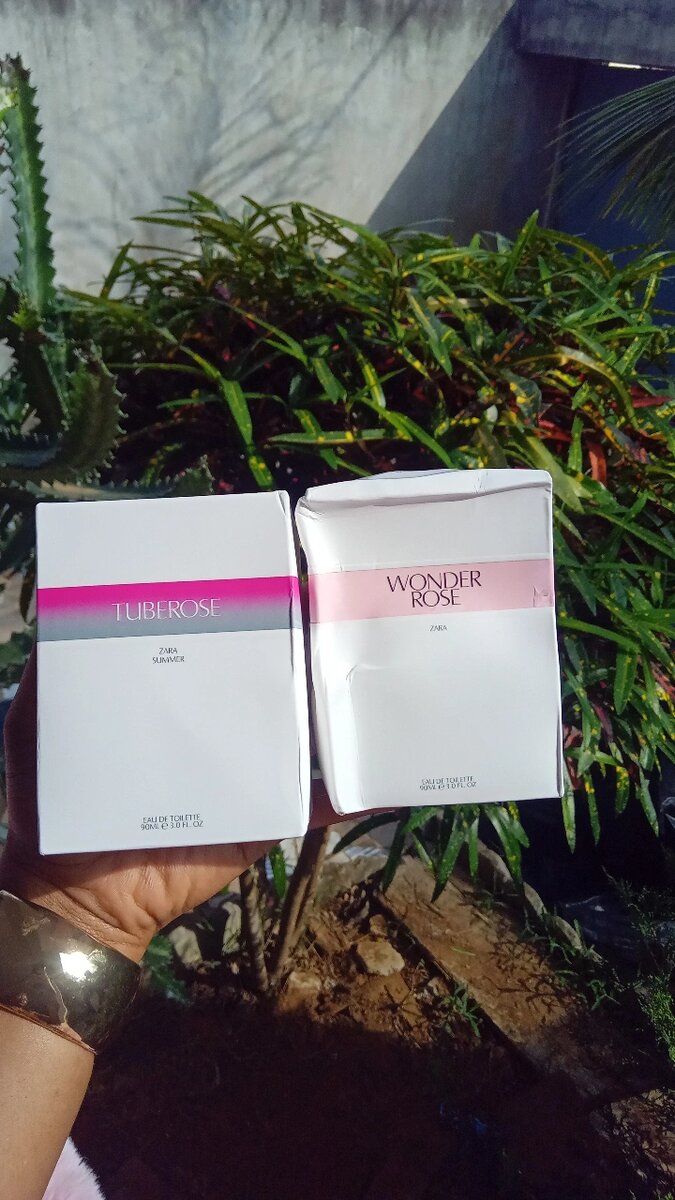 TUBEROSE
ZARA
SUMMER
EAU DE TOILETTE
90ML ℮ 3.0 FL. OZ
WONDER
ROSE
ZARA
EAU DE TOILETTE
90ML ℮ 3.0 FL. OZ